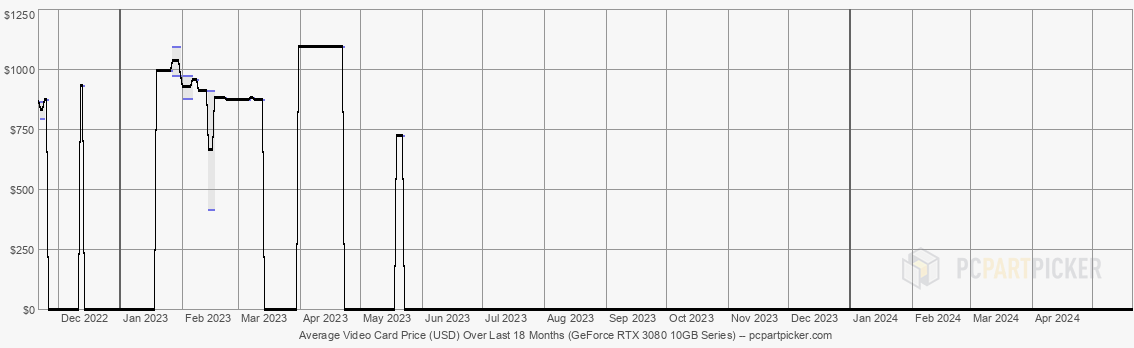 $1250
$1000
$750
$500
$250
$0
PCPARTPICKER
Dec 2022 Jan 2023 Feb 2023 Mar 2023 Apr 2023 May 2023 Jun 2023 Jul 2023 Aug 2023 Sep 2023 Oct 2023 Nov 2023 Dec 2023 Jan 2024 Feb 2024 Mar 2024 Apr 2024
Average Video Card Price (USD) Over Last 18 Months (GeForce RTX 3080 10GB Series) – pcpartpicker.com